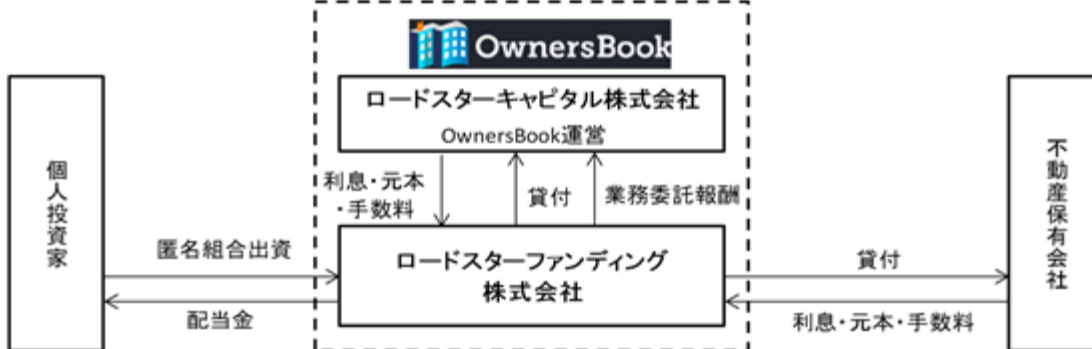 OwnersBook
ロードスターキャピタル株式会社
OwnersBook運営
個人投資家
利息・元本
・手数料
貸付
業務委託報酬
不動産保有会社
匿名組合出資
ロードスターファンディング
株式会社
貸付
配当金
利息・元本・手数料